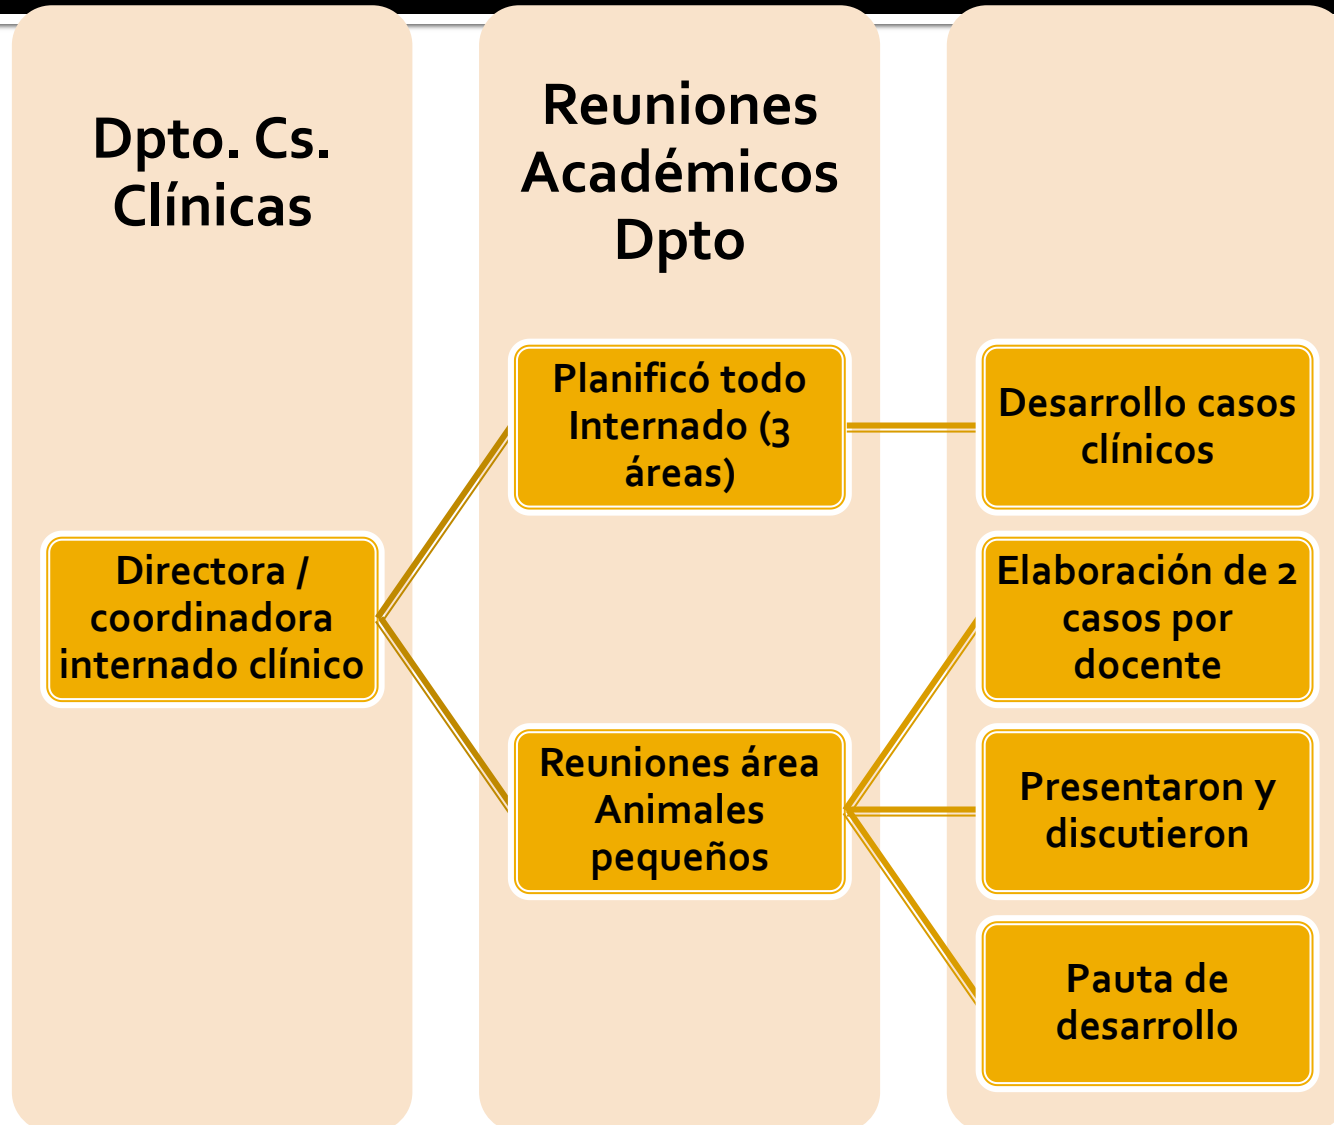 Dpto. Cs.
Clínicas
Reuniones
Académicos
Dpto
Directora /
coordinadora
internado clínico
Planificó todo
Internado (3
áreas)
Reuniones área
Animales
pequeños
Desarrollo casos
clínicos
Elaboración de 2
casos por
docente
Presentaron y
discutieron
Pauta de
desarrollo